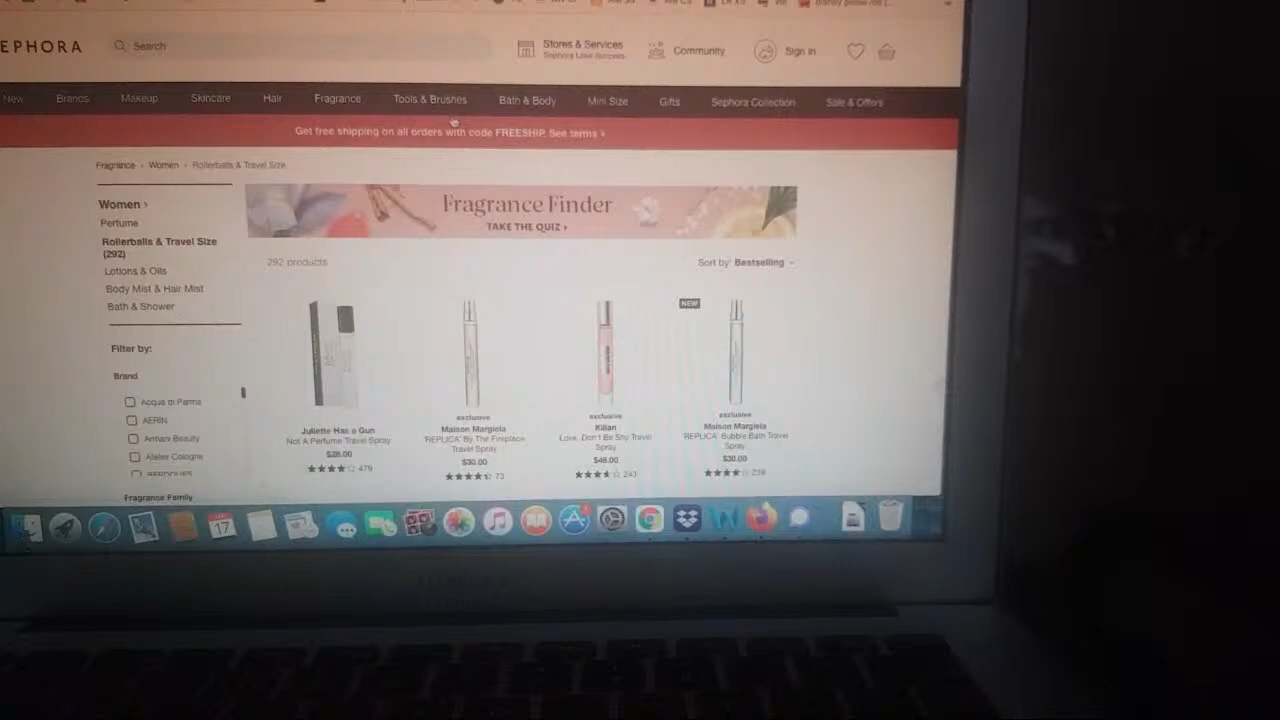 EPHORA
Search
Stores & Services
Community
Sign In
New
Brands
Makeup
Skincare
Hair
Fragrance
Tools & Brushes
Bath & Body
Mini Size
Gifts
Sephora Collection
Sale & Offers
Get free shipping on all orders with code FREESHIP. See terms ›
Fragrance › Women › Rollerballs & Travel Size
Women ›
Perfume
Rollerballs & Travel Size
(292)
Lotions & Oils
Body Mist & Hair Mist
Bath & Shower
Filter by:
Brand
Acqua di Parma
AERIN
Armani Beauty
Atelier Cologne
Fragrance Family
Fragrance Finder
TAKE THE QUIZ ›
292 products
Sort by: Bestselling
Juliette Has a Gun
Not A Perfume Travel Spray
$28.00
479
exclusive
Maison Margiela
'REPLICA' By The Fireplace
Travel Spray
$30.00
73
exclusive
Kilian
Love, Don't Be Shy Travel
Spray
$48.00
243
NEW
exclusive
Maison Margiela
'REPLICA' Bubble Bath Travel
Spray
$30.00
17